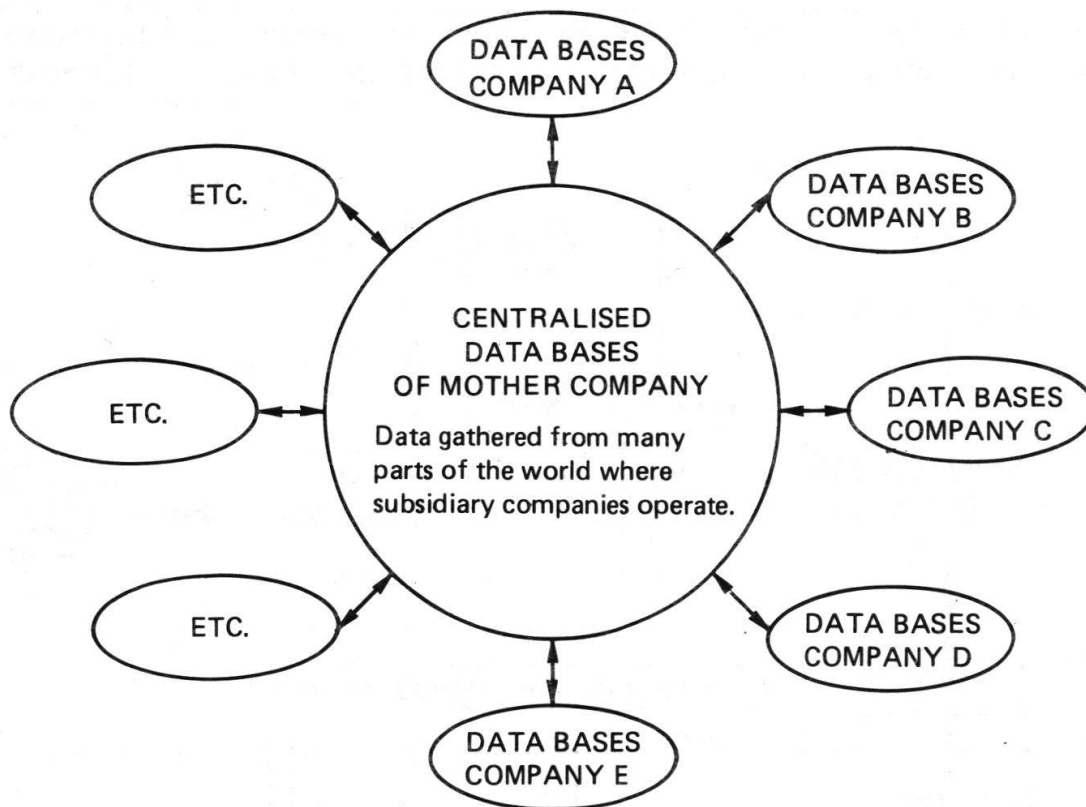 DATA BASES
COMPANY A
ETC.
DATA BASES
COMPANY B
CENTRALISED
DATA BASES
OF MOTHER COMPANY
Data gathered from many
parts of the world where
subsidiary companies operate.
ETC.
DATA BASES
COMPANY C
ETC.
DATA BASES
COMPANY D
DATA BASES
COMPANY E